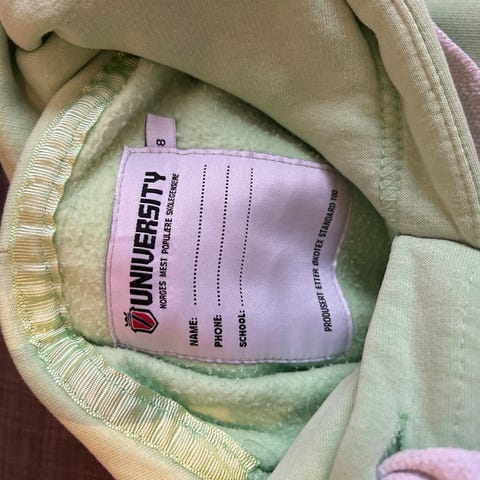 8
UNIVERSITY
NORGES MEST POPULÆRE SKOLEGENSERE
NAME:
PHONE:
SCHOOL:
PRODUSERT ETTER ØKOTEX STANDARD 100